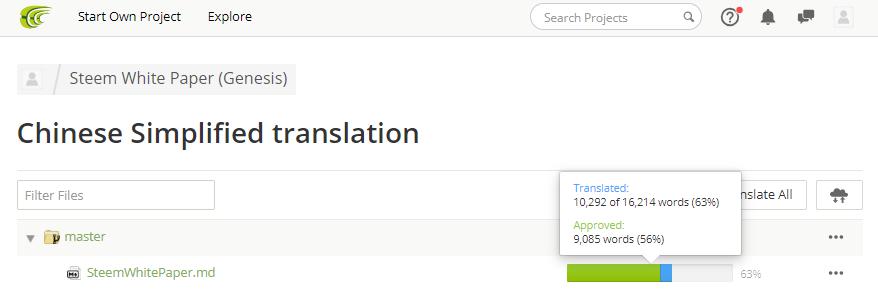 Start Own Project
Explore
Search Projects
Steem White Paper (Genesis)
Chinese Simplified translation
Filter Files
Translated:
10,292 of 16,214 words (63%)
Approved:
9,085 words (56%)
nslate All
master
SteemWhitePaper.md
63%